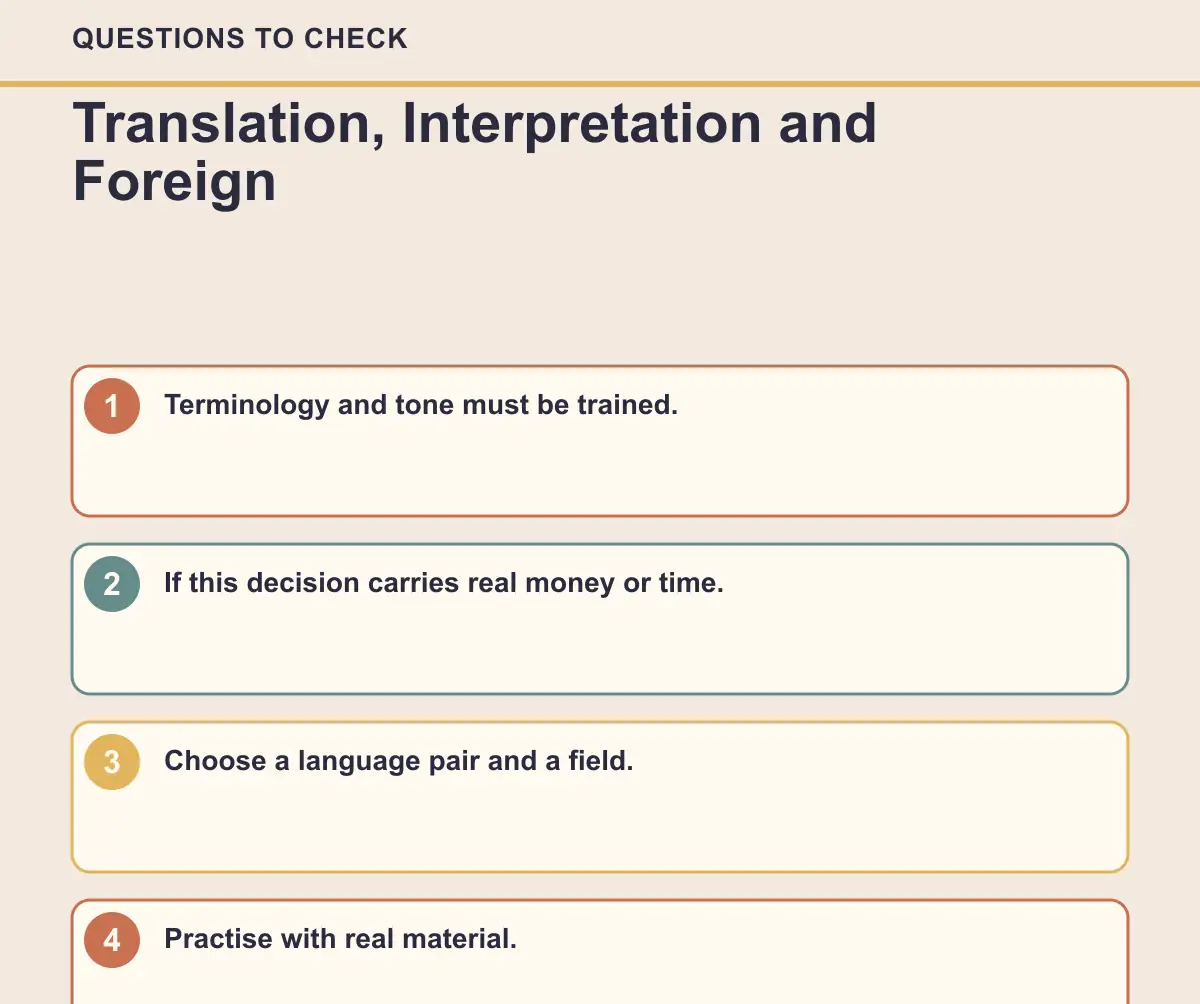 QUESTIONS TO CHECK
Translation, Interpretation and
Foreign
1 Terminology and tone must be trained.
2 If this decision carries real money or time.
3 Choose a language pair and a field.
4 Practise with real material.